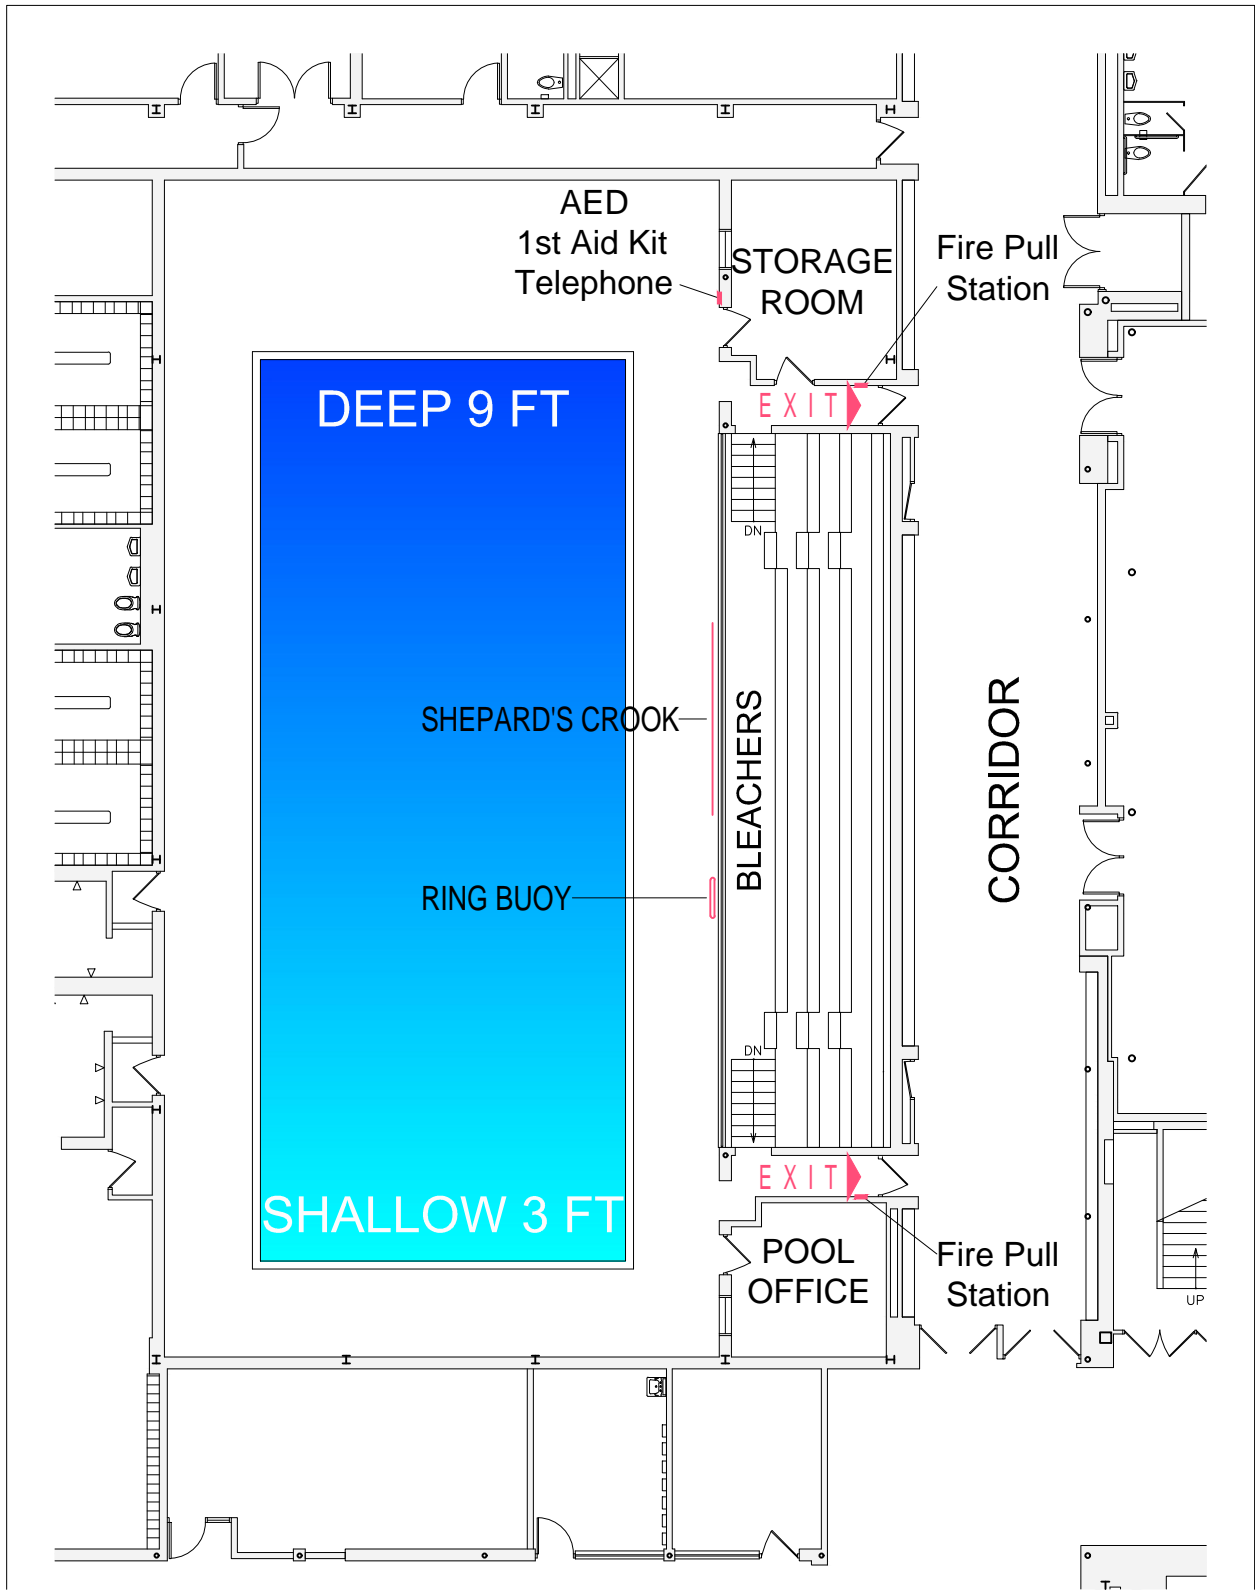 AED
1st Aid Kit
Telephone
STORAGE
ROOM
Fire Pull
Station
DEEP 9 FT
EXIT
DN
SHEPARD'S CROOK
BLEACHERS
CORRIDOR
RING BUOY
DN
EXIT
SHALLOW 3 FT
POOL
OFFICE
Fire Pull
Station
UP